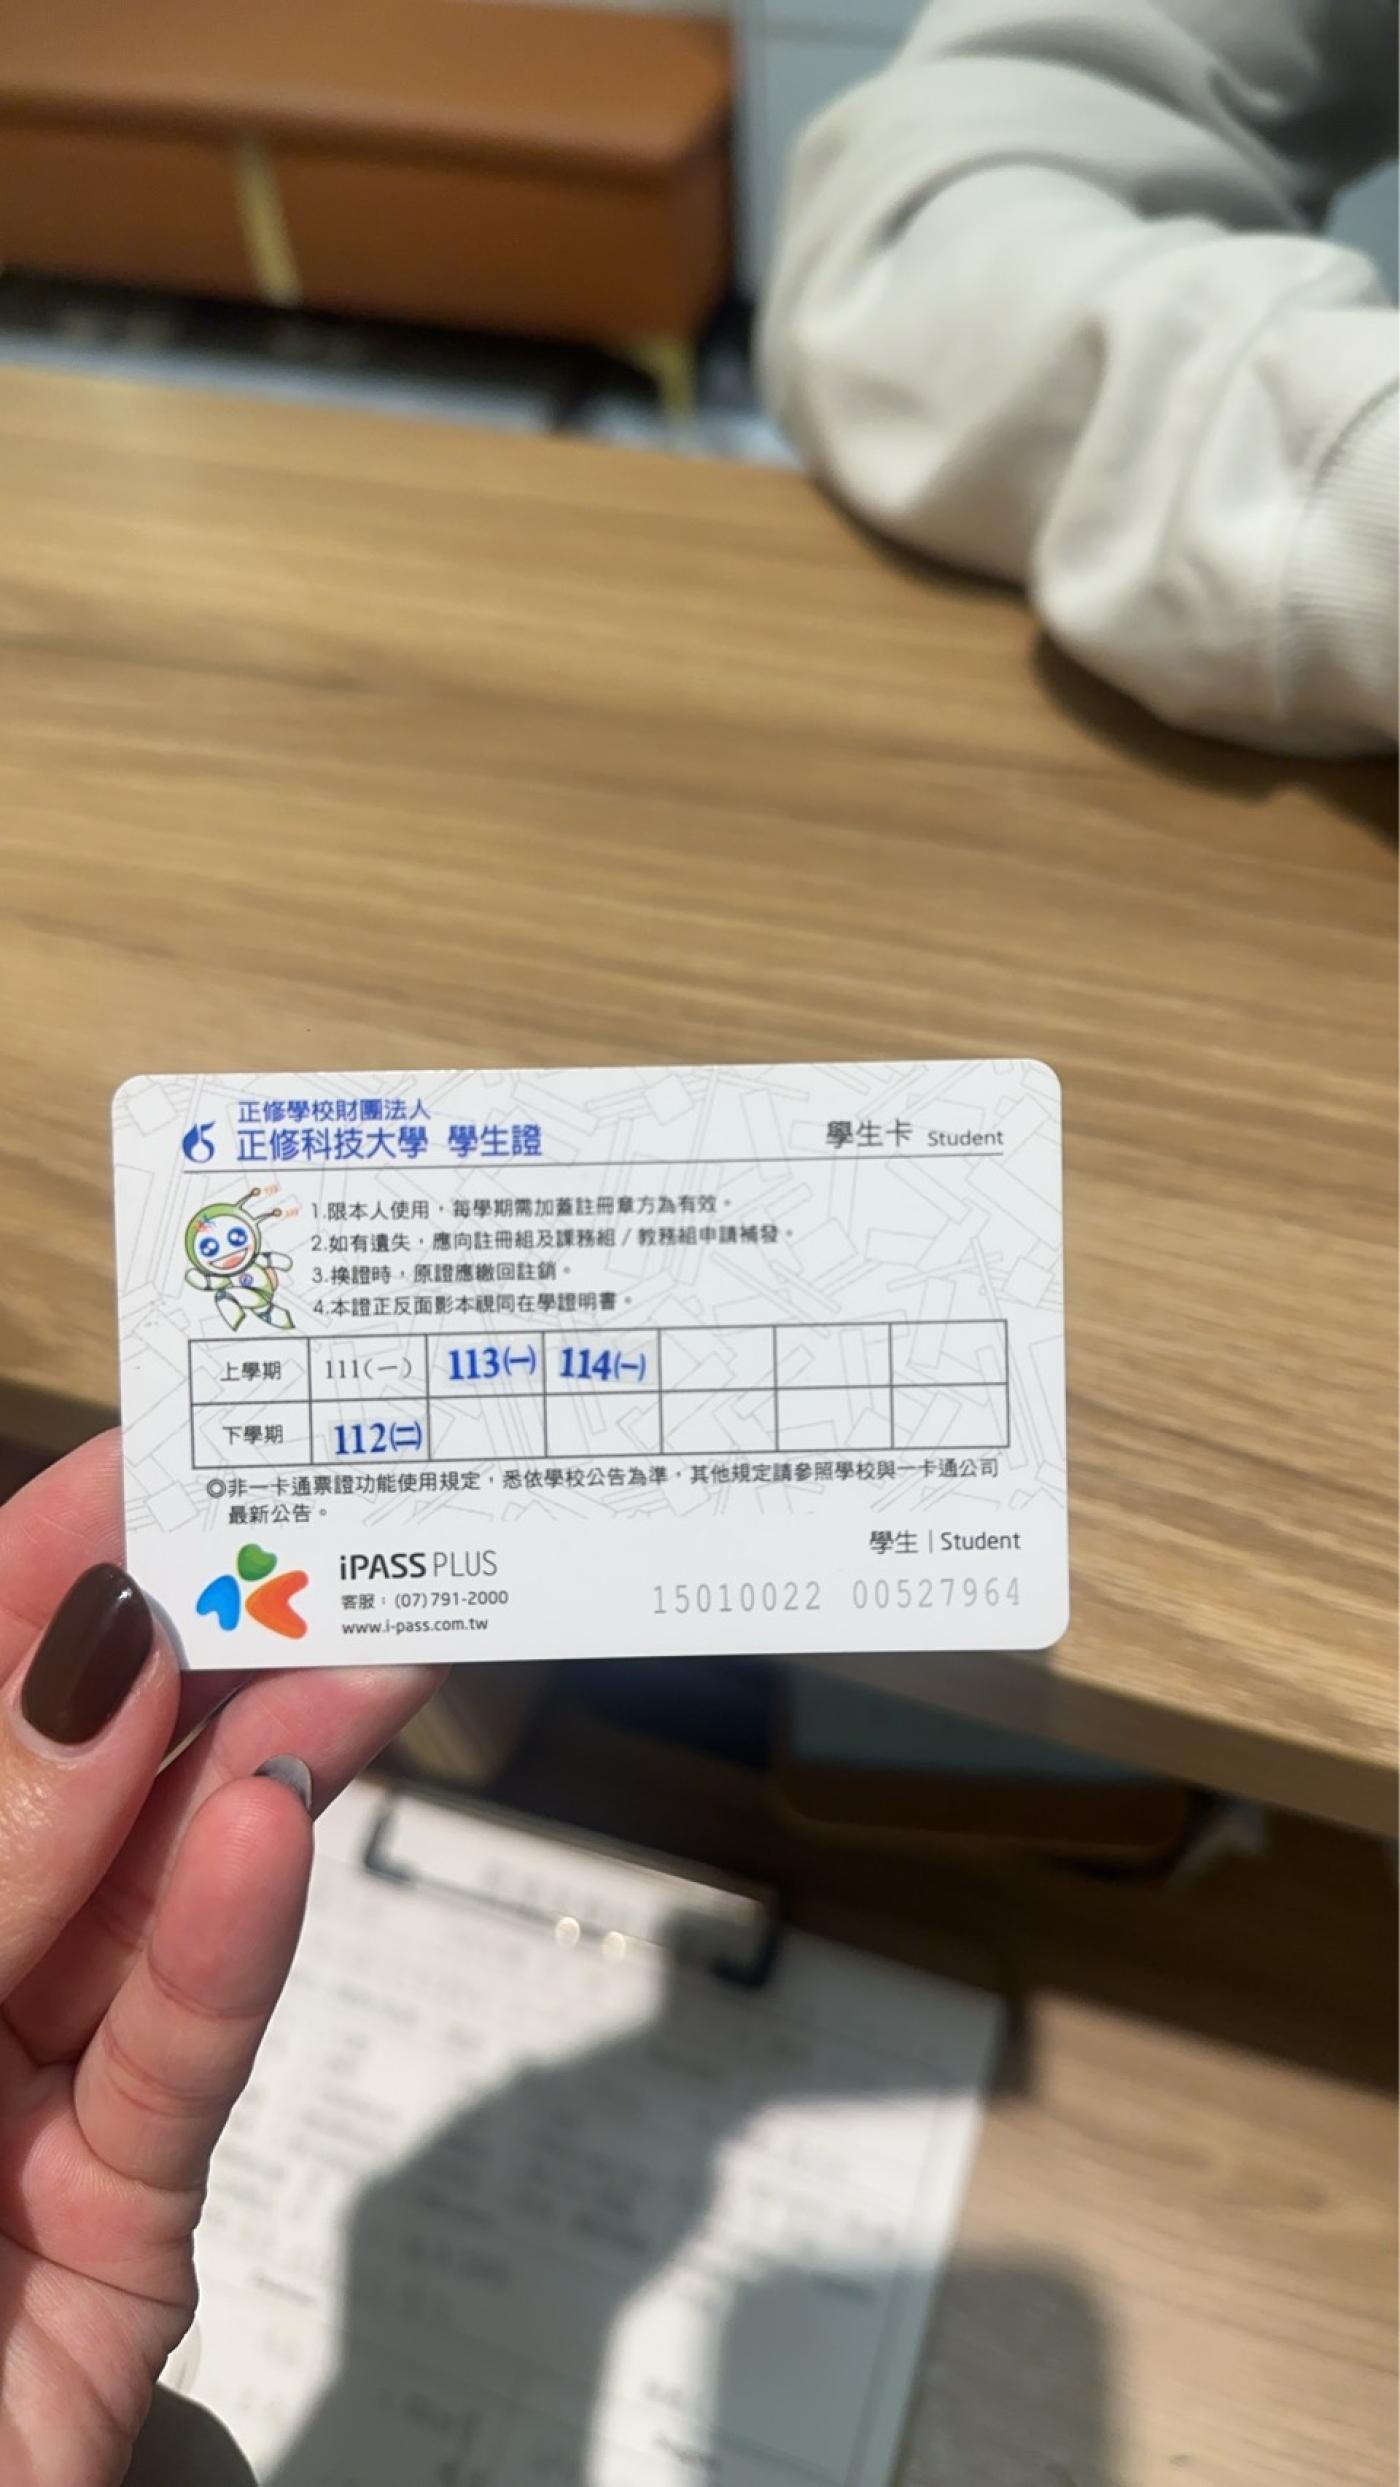 正修學校財團法人
正修科技大學 學生證
學生卡 Student
1.限本人使用，每學期需加蓋註冊章方為有效。
2.如有遺失，應向註冊組及課務組/教務組申請補發。
3.換證時，原證應繳回註銷。
4.本證正反面影本視同在學證明書。
上學期 111(一) 113(一) 114(一)
下學期 112(二)
◎非一卡通票證功能使用規定，悉依學校公告為準，其他規定請參照學校與一卡通公司
最新公告。
學生｜Student
iPASS PLUS
客服：(07)791-2000
www.i-pass.com.tw
15010022 00527964